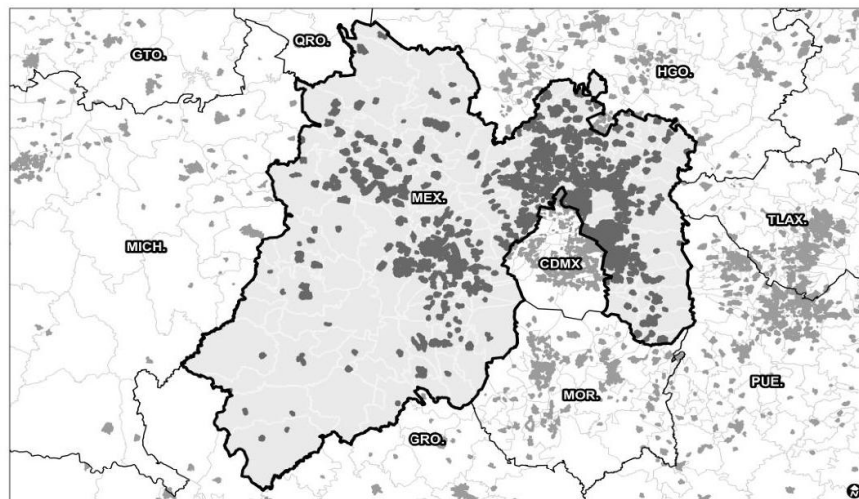 QRO.
GTO.
HGO.
MEX.
TLAX.
MICH.
CDMX
PUE.
MOR.
GRO.